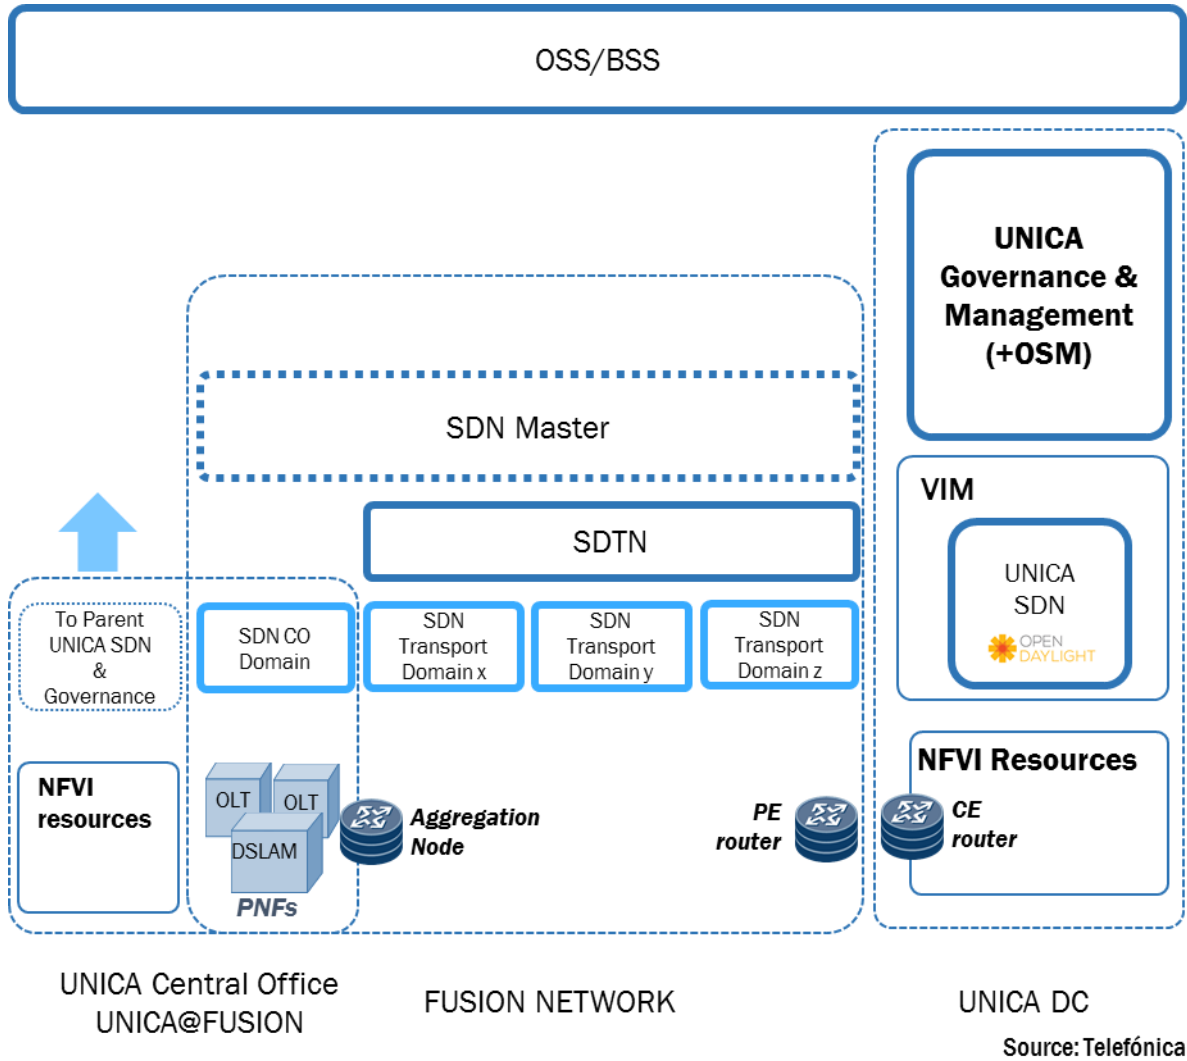 OSS/BSS
UNICA
Governance &
Management
(+OSM)
SDN Master
VIM
SDTN
UNICA
SDN
OPEN
DAYLIGHT
To Parent
UNICA SDN
&
Governance
SDN CO
Domain
SDN
Transport
Domain x
SDN
Transport
Domain y
SDN
Transport
Domain z
NFVI
resources
OLT
OLT
DSLAM
PNFs
Aggregation
Node
PE
router
NFVI Resources
CE
router
UNICA Central Office
UNICA@FUSION
FUSION NETWORK
UNICA DC
Source: Telefónica